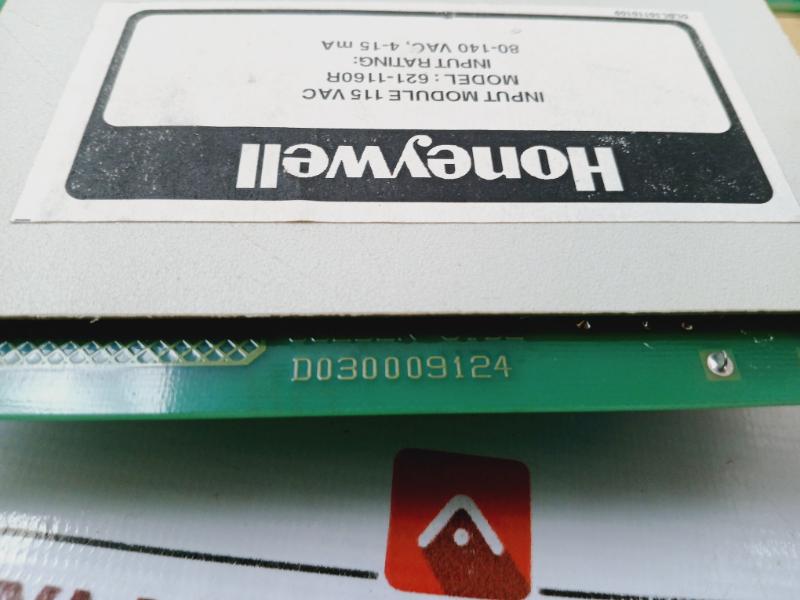 Honeywell
INPUT MODULE 115 VAC
MODEL : 621-1160R
INPUT RATING:
80-140 VAC, 4-15 mA
D030009124